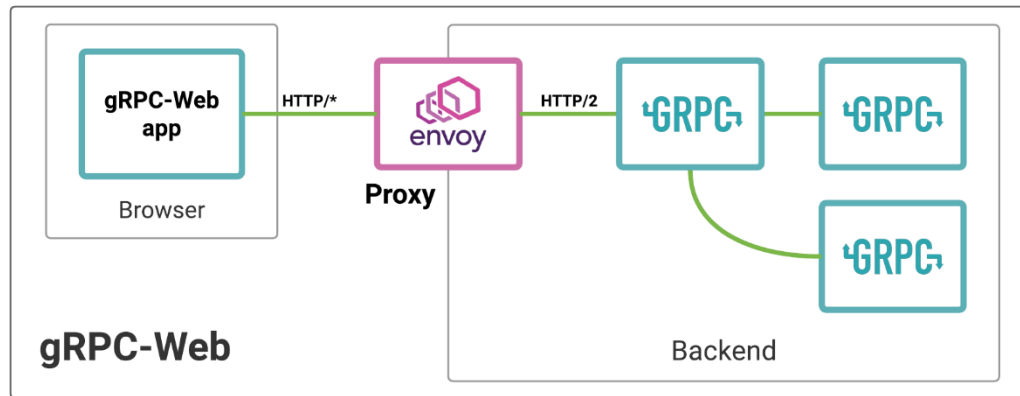 gRPC-Web
app
Browser
HTTP/*
envoy
Proxy
HTTP/2
GRPC
GRPC
GRPC
Backend
gRPC-Web